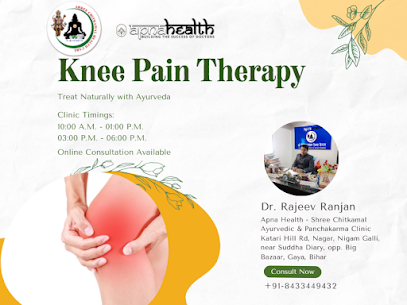 apnahealth
BUILDING THE SUCCESS OF DOCTORS
Knee Pain Therapy
Treat Naturally with Ayurveda
Clinic Timings:
10:00 A.M. - 01:00 P.M.
03:00 P.M. - 06:00 P.M.
Online Consultation Available
Dr. Rajeev Ranjan
Apna Health - Shree Chitkamal
Ayurvedic & Panchakarma Clinic
Katari Hill Rd, Nagar, Nigam Galli,
near Suddha Diary, opp. Big
Bazaar, Gaya, Bihar
Consult Now
+91-8433449432